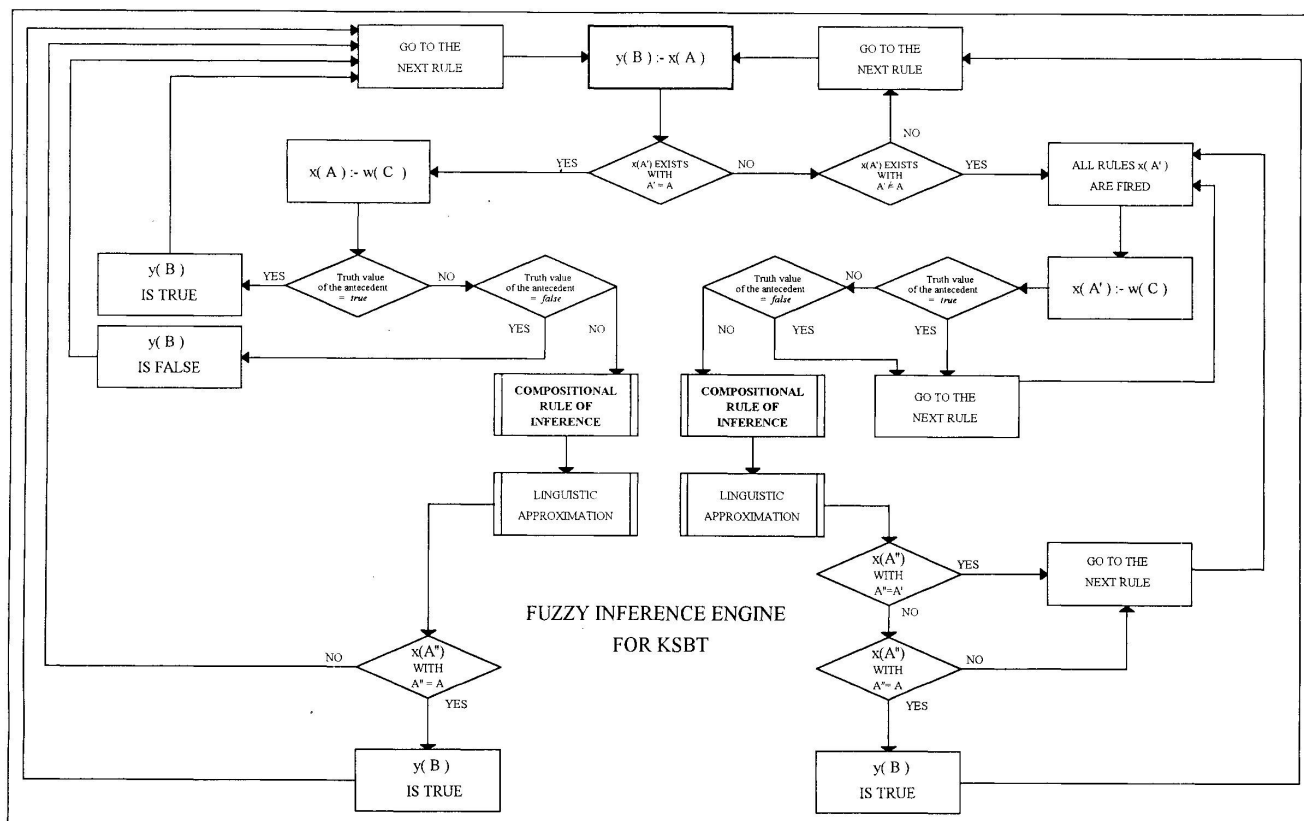 GO TO THE
NEXT RULE
y( B ) :- x( A )
GO TO THE
NEXT RULE
NO
x( A ) :- w( C )
YES
x(A') EXISTS
WITH
A' = A
NO
x(A') EXISTS
WITH
A' ≠ A
YES
ALL RULES x( A' )
ARE FIRED
y( B )
IS TRUE
YES
Truth value
of the antecedent
= true
NO
Truth value
of the antecedent
= false
YES
NO
Truth value
of the antecedent
= false
NO
Truth value
of the antecedent
= true
x( A' ) :- w( C )
NO
YES
YES
y( B )
IS FALSE
COMPOSITIONAL
RULE OF
INFERENCE
COMPOSITIONAL
RULE OF
INFERENCE
GO TO THE
NEXT RULE
LINGUISTIC
APPROXIMATION
LINGUISTIC
APPROXIMATION
x(A'')
WITH
A''=A'
YES
NO
GO TO THE
NEXT RULE
FUZZY INFERENCE ENGINE
FOR KSBT
NO
x(A'')
WITH
A'' = A
YES
x(A'')
WITH
A''= A
NO
YES
y( B )
IS TRUE
y( B )
IS TRUE